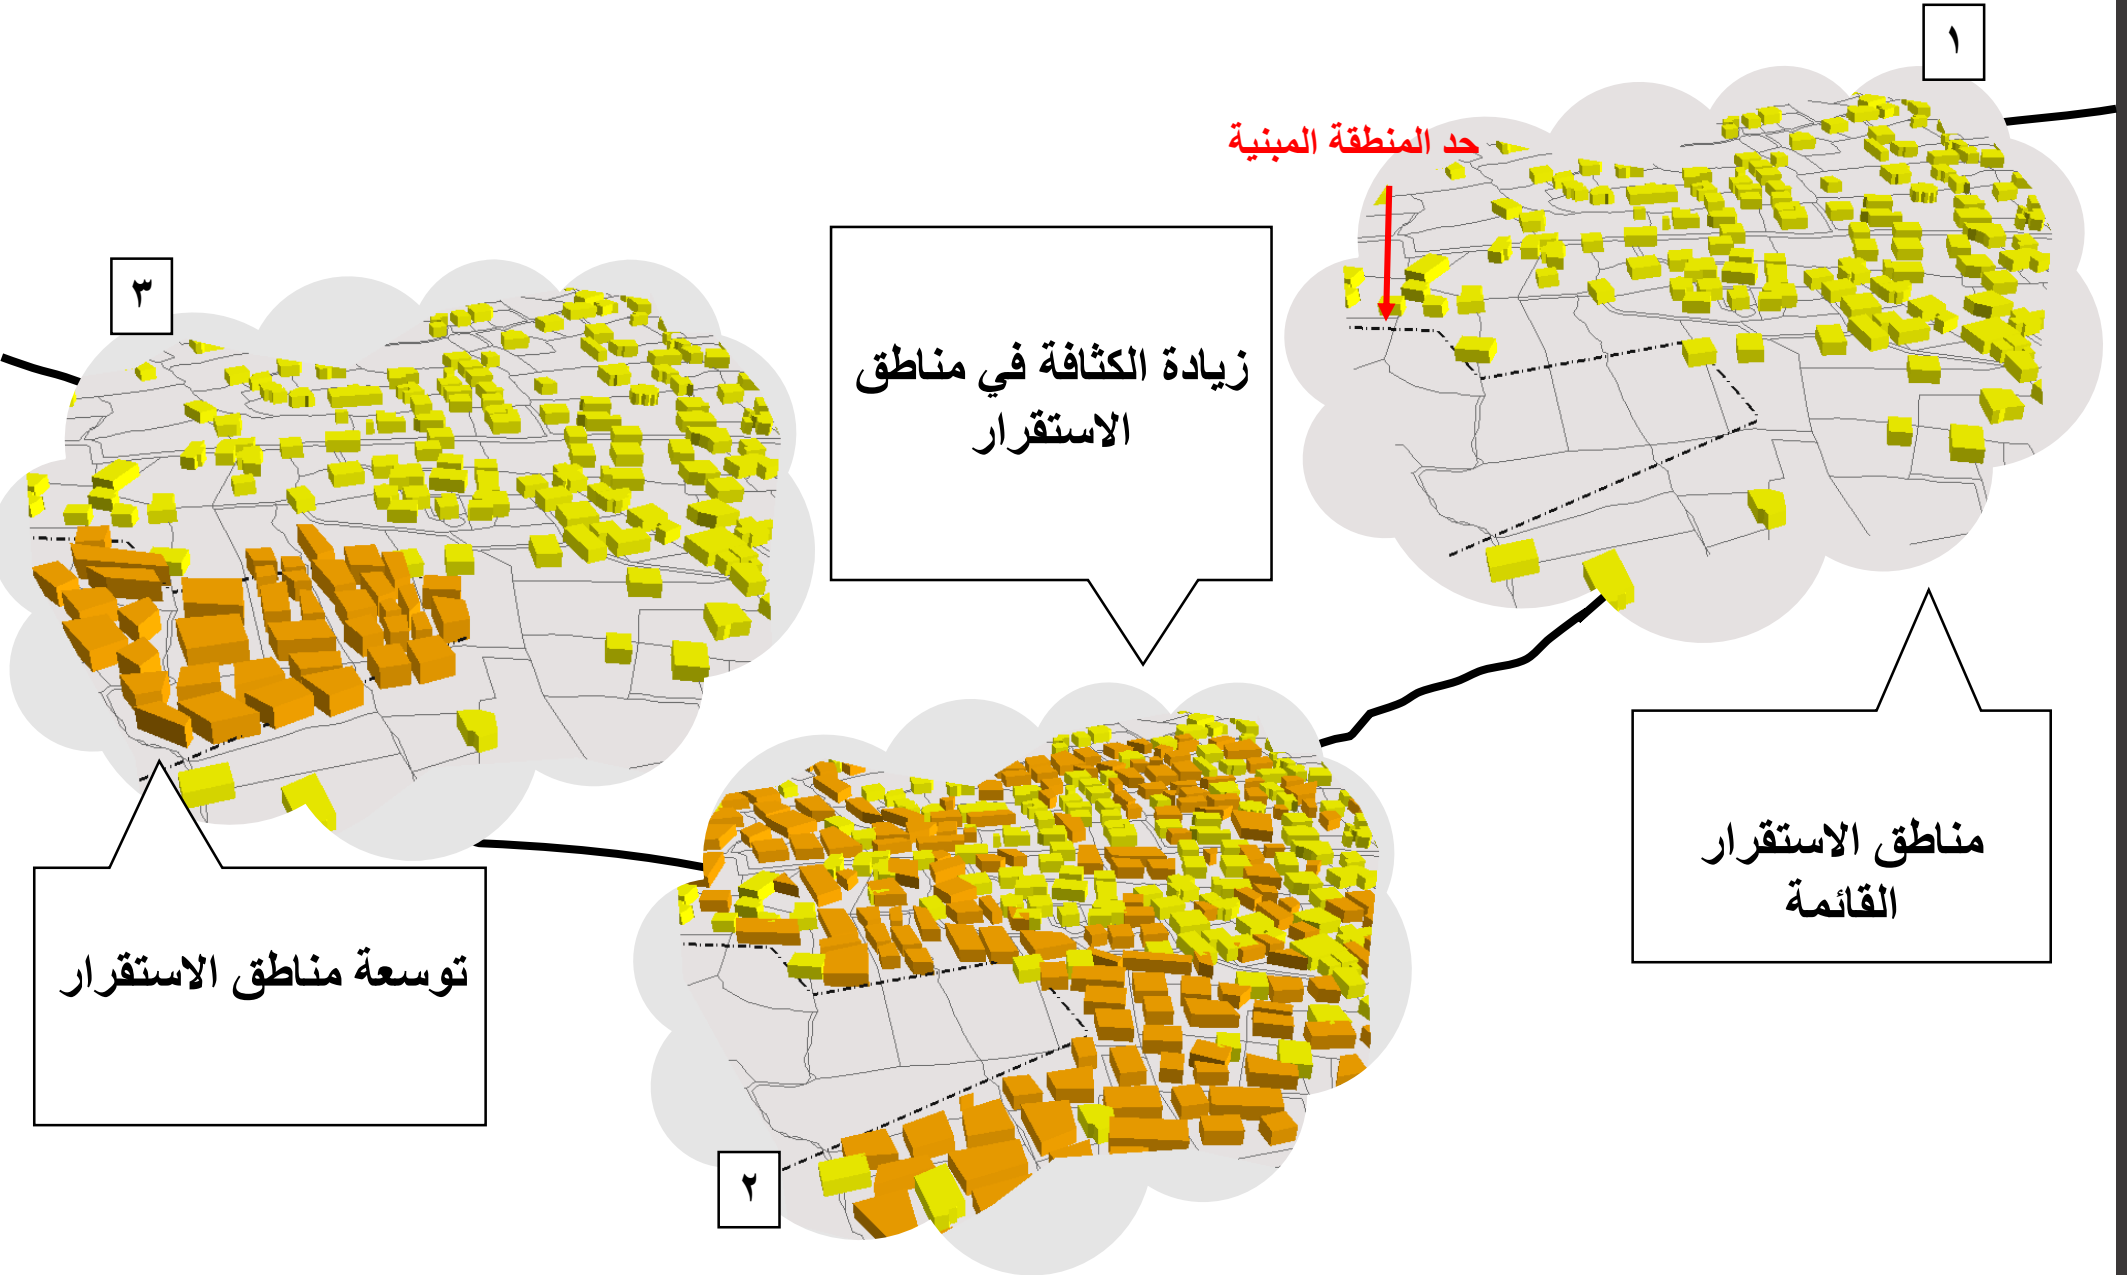 ١
حد المنطقة المبنية
مناطق الاستقرار
القائمة
زيادة الكثافة في مناطق
الاستقرار
٢
٣
توسعة مناطق الاستقرار